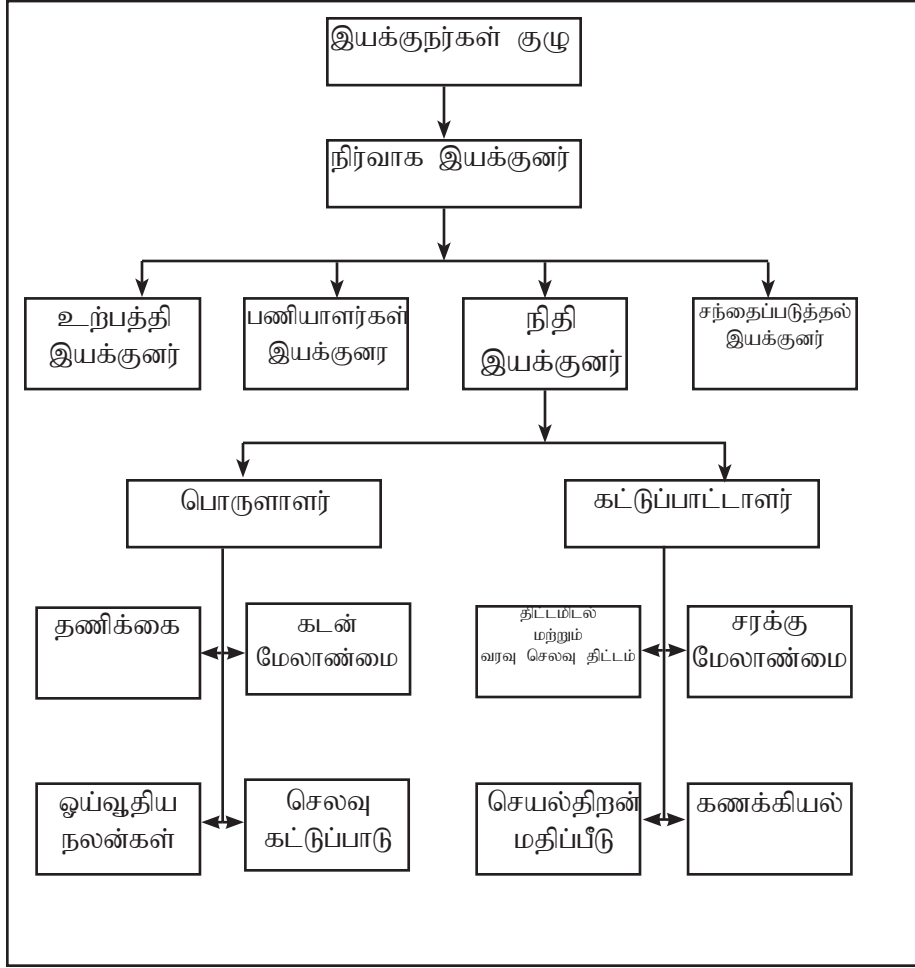 இயக்குநர்கள் குழு
நிர்வாக இயக்குனர்
உற்பத்தி
இயக்குனர்
பணியாளர்கள்
இயக்குனர
நிதி
இயக்குனர்
சந்தைப்படுத்தல்
இயக்குனர்
பொருளாளர்
கட்டுப்பாட்டாளர்
தணிக்கை
கடன்
மேலாண்மை
திட்டமிடல்
மற்றும்
வரவு செலவு திட்டம்
சரக்கு
மேலாண்மை
ஓய்வூதிய
நலன்கள்
செலவு
கட்டுப்பாடு
செயல்திறன்
மதிப்பீடு
கணக்கியல்